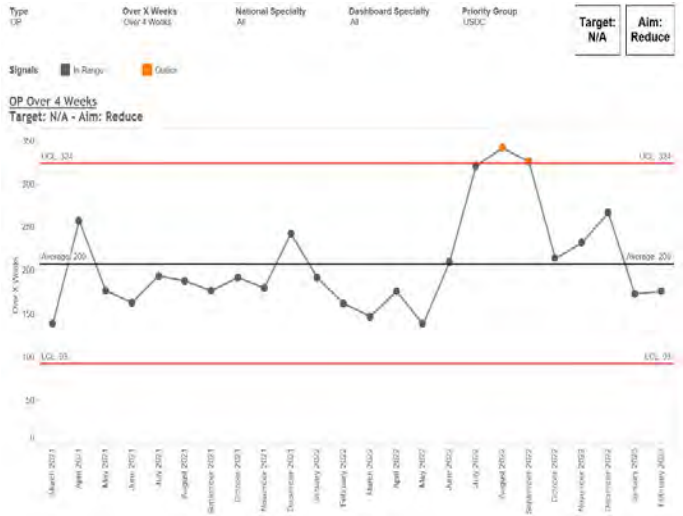 Type
OP
Over X Weeks
Over 4 Weeks
National Specialty
All
Dashboard Specialty
All
Priority Group
USOC
Target:
N/A
Aim:
Reduce
Signals
In Range
Outlier
OP Over 4 Weeks
Target: N/A - Aim: Reduce
Over X Weeks
350
300
250
200
150
100
50
0
UCL, 324
UCL, 324
Average, 209
Average, 209
LCL, 93
LCL, 93
March 2021
April 2021
May 2021
June 2021
July 2021
August 2021
September 2021
October 2021
November 2021
December 2021
January 2022
February 2022
March 2022
April 2022
May 2022
June 2022
July 2022
August 2022
September 2022
October 2022
November 2022
December 2022
January 2023
February 2023